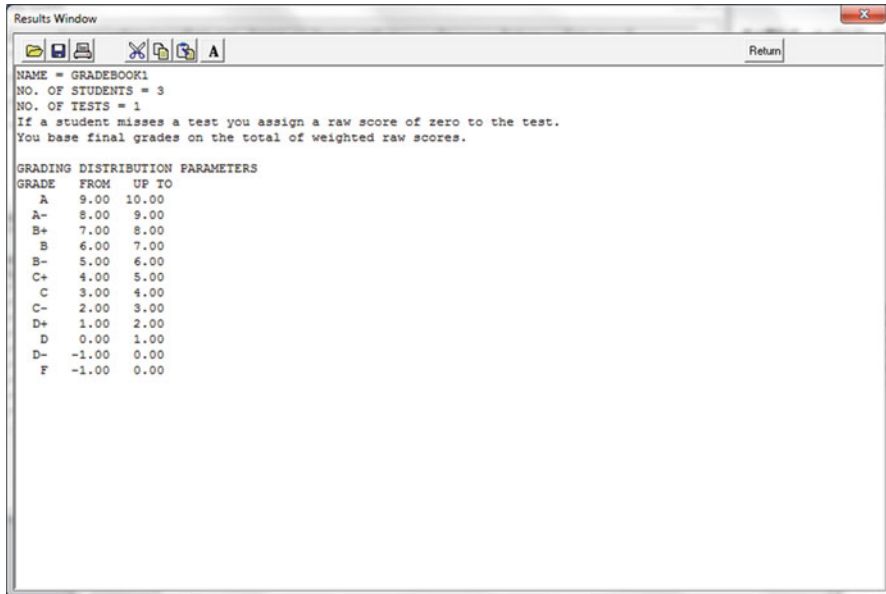 Results Window
A Return
NAME = GRADEBOOK1
NO. OF STUDENTS = 3
NO. OF TESTS = 1
If a student misses a test you assign a raw score of zero to the test.
You base final grades on the total of weighted raw scores.
GRADING DISTRIBUTION PARAMETERS
GRADE FROM UP TO
A 9.00 10.00
A- 8.00 9.00
B+ 7.00 8.00
B 6.00 7.00
B- 5.00 6.00
C+ 4.00 5.00
C 3.00 4.00
C- 2.00 3.00
D+ 1.00 2.00
D 0.00 1.00
D- -1.00 0.00
F -1.00 0.00